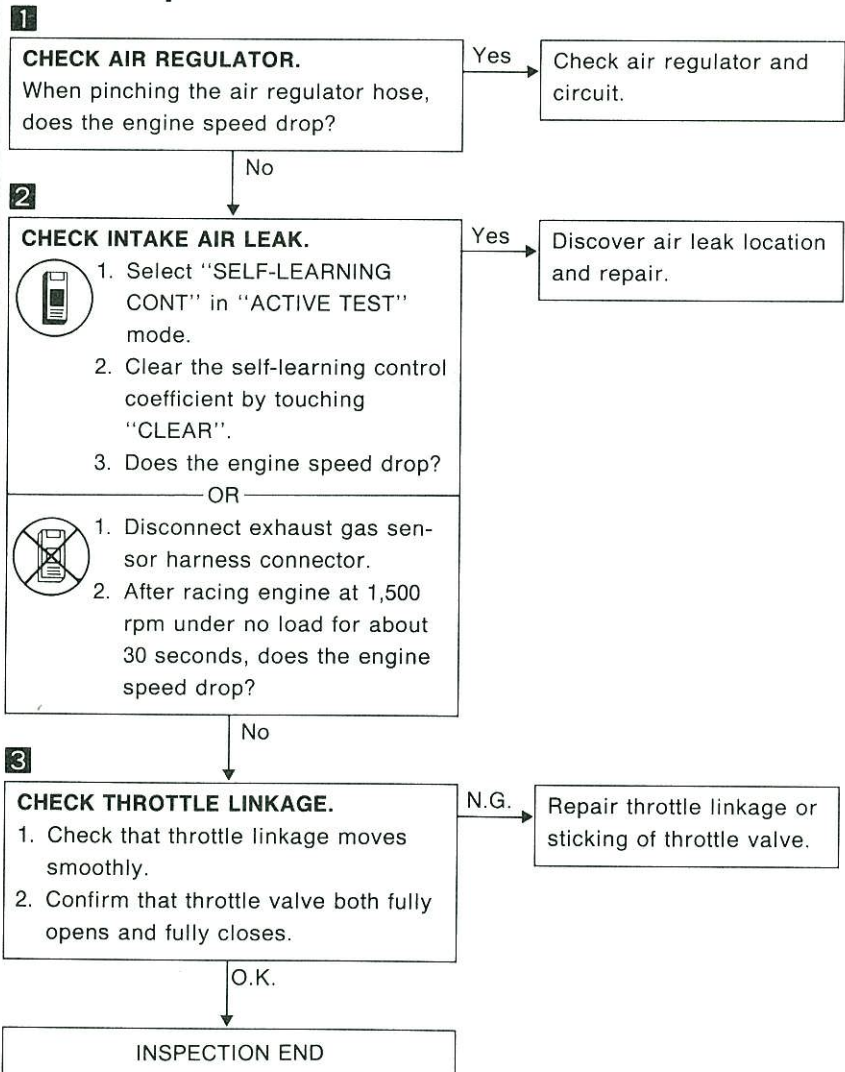 1
CHECK AIR REGULATOR.
When pinching the air regulator hose,
does the engine speed drop?
Yes
Check air regulator and
circuit.
No
2
CHECK INTAKE AIR LEAK.
1. Select "SELF-LEARNING
CONT" in "ACTIVE TEST"
mode.
2. Clear the self-learning control
coefficient by touching
"CLEAR".
3. Does the engine speed drop?
OR
1. Disconnect exhaust gas sen-
sor harness connector.
2. After racing engine at 1,500
rpm under no load for about
30 seconds, does the engine
speed drop?
Yes
Discover air leak location
and repair.
No
3
CHECK THROTTLE LINKAGE.
1. Check that throttle linkage moves
smoothly.
2. Confirm that throttle valve both fully
opens and fully closes.
N.G.
Repair throttle linkage or
sticking of throttle valve.
O.K.
INSPECTION END